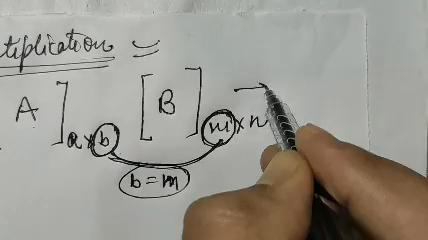 tiplication
A ] a×b [ B ] m×n →
b = m